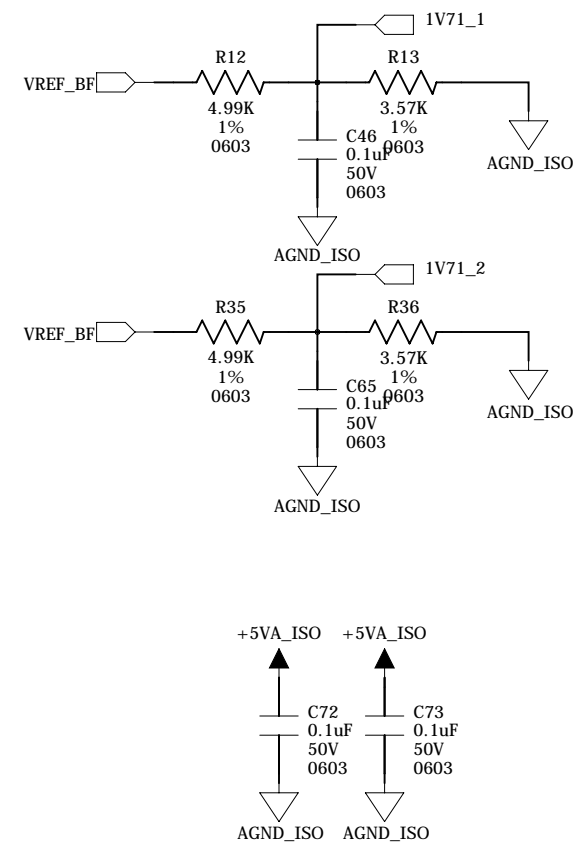 1V71_1
R12
R13
VREF_BF
4.99K
1%
0603
3.57K
1%
0603
C46
0.1uF
50V
0603
AGND_ISO
AGND_ISO
1V71_2
R35
R36
VREF_BF
4.99K
1%
0603
3.57K
1%
0603
C65
0.1uF
50V
0603
AGND_ISO
AGND_ISO
+5VA_ISO
+5VA_ISO
C72
0.1uF
50V
0603
C73
0.1uF
50V
0603
AGND_ISO
AGND_ISO